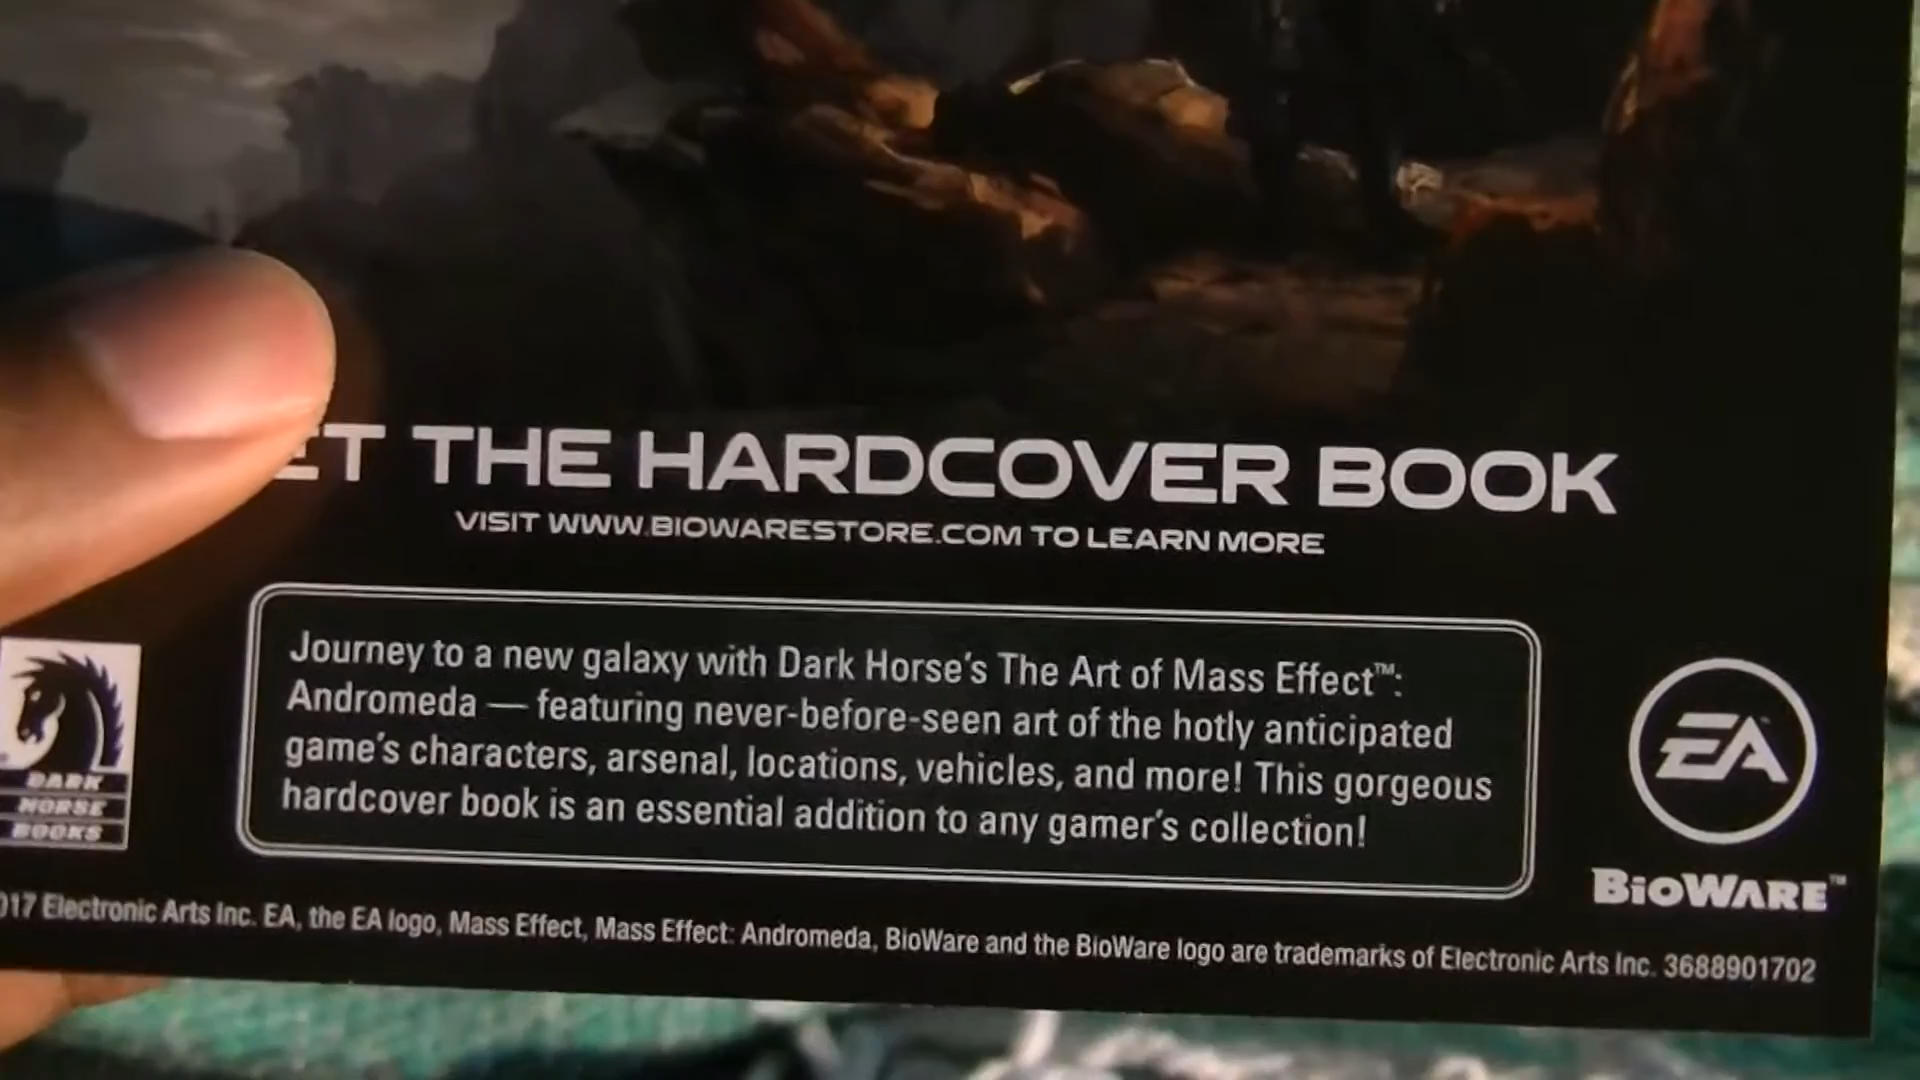 ET THE HARDCOVER BOOK
VISIT WWW.BIOWARESTORE.COM TO LEARN MORE
Journey to a new galaxy with Dark Horse's The Art of Mass Effect™:
Andromeda — featuring never-before-seen art of the hotly anticipated
game's characters, arsenal, locations, vehicles, and more! This gorgeous
hardcover book is an essential addition to any gamer's collection!
DARK
HORSE
BOOKS
EA
BIOWARE™
017 Electronic Arts Inc. EA, the EA logo, Mass Effect, Mass Effect: Andromeda, BioWare and the BioWare logo are trademarks of Electronic Arts Inc. 3688901702